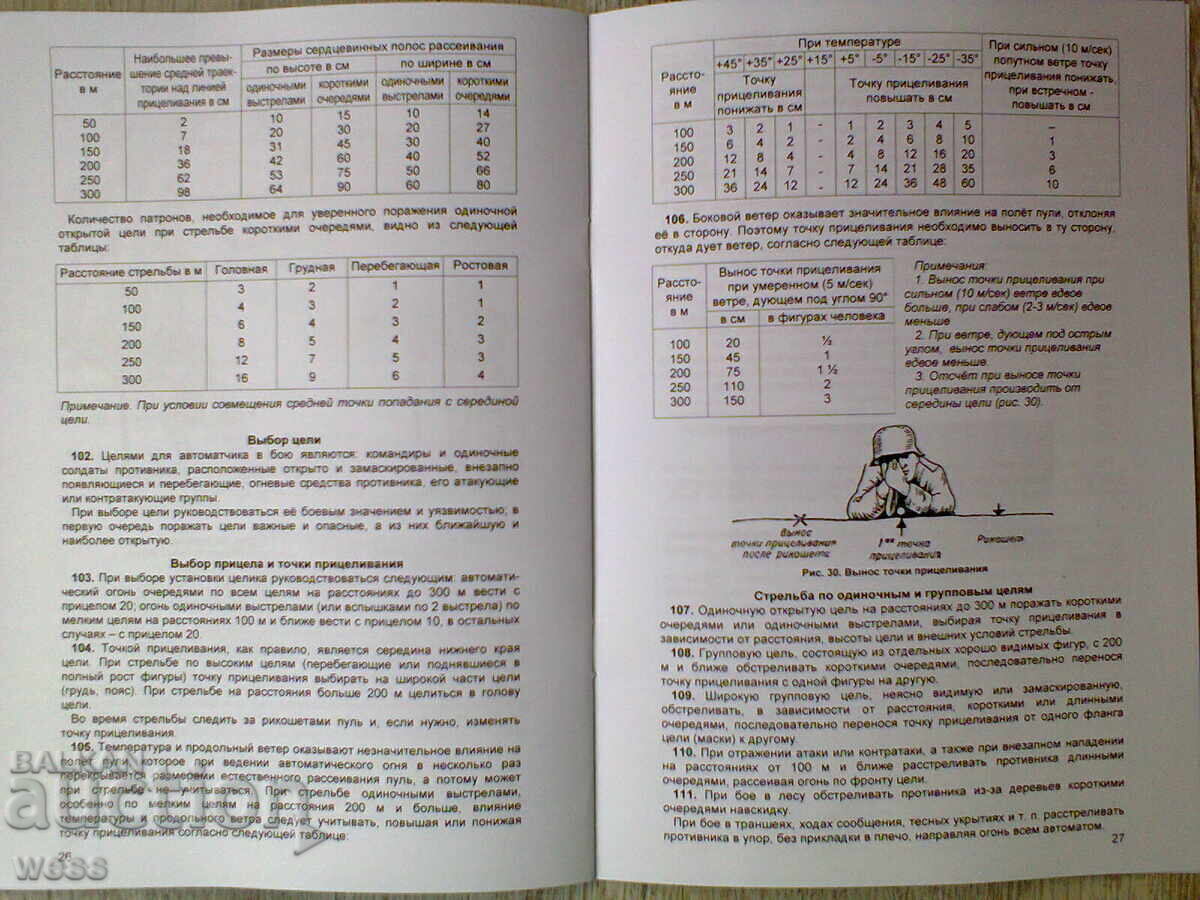 Расстояние в м | Наибольшее превы-шение средней траек-тории над линией прицеливания в см | Размеры сердцевинных полос рассеивания
по высоте в см | по ширине в см
одиночными выстрелами | короткими очередями | одиночными выстрелами | короткими очередями
50 2 10 15 10 14
100 7 20 30 20 27
150 18 31 45 30 40
200 36 42 60 40 52
250 62 53 75 50 66
300 98 64 90 60 80
Количество патронов, необходимое для уверенного поражения одиночной
открытой цели при стрельбе короткими очередями, видно из следующей
таблицы:
Расстояние стрельбы в м Головная Грудная Перебегающая Ростовая
50 3 2 1 1
100 4 3 2 1
150 6 4 3 2
200 8 5 4 3
250 12 7 5 3
300 16 9 6 4
Примечание. При условии совмещения средней точки попадания с серединой
цели.
Выбор цели
102. Целями для автоматчика в бою являются: командиры и одиночные
солдаты противника, расположенные открыто и замаскированные, внезапно
появляющиеся и перебегающие, огневые средства противника, его атакующие
или контратакующие группы.
При выборе цели руководствоваться её боевым значением и уязвимостью; в
первую очередь поражать цели важные и опасные, а из них ближайшую и
наиболее открытую.
Выбор прицела и точки прицеливания
103. При выборе установки целика руководствоваться следующим: автомати-
ческий огонь очередями по всем целям на расстояниях до 300 м вести с
прицелом 20; огонь одиночными выстрелами (или вспышками по 2 выстрела) по
мелким целям на расстояниях 100 м и ближе вести с прицелом 10, в остальных
случаях – с прицелом 20.
104. Точкой прицеливания, как правило, является середина нижнего края
цели. При стрельбе по высоким целям (перебегающие или поднявшиеся в
полный рост фигуры) точку прицеливания выбирать на широкой части цели
(грудь, пояс). При стрельбе на расстояния больше 200 м целиться в голову
цели.
Во время стрельбы следить за рикошетами пуль и, если нужно, изменять
точку прицеливания.
105. Температура и продольный ветер оказывают незначительное влияние на
полёт пули, которое при ведении автоматического огня в несколько раз
перекрывается размерами естественного рассеивания пуль, а потому может
при стрельбе не учитываться. При стрельбе одиночными выстрелами,
особенно по мелким целям на расстояния 200 м и больше, влияние
температуры и продольного ветра следует учитывать, повышая или понижая
точку прицеливания согласно следующей таблице:
26
Рассто-яние в м | При температуре | При сильном (10 м/сек) попутном ветре точку прицеливания понижать, при встречном - повышать в см
+45° +35° +25° +15° +5° -5° -15° -25° -35°
Точку прицеливания понижать в см | Точку прицеливания повышать в см
100 3 2 1 - 1 2 3 4 5 –
150 6 4 2 - 2 4 6 8 10 1
200 12 8 4 - 4 8 12 16 20 3
250 21 14 7 - 7 14 21 28 35 6
300 36 24 12 - 12 24 36 48 60 10
106. Боковой ветер оказывает значительное влияние на полёт пули, отклоняя
её в сторону. Поэтому точку прицеливания необходимо выносить в ту сторону,
откуда дует ветер, согласно следующей таблице:
Рассто-яние в м | Вынос точки прицеливания при умеренном (5 м/сек) ветре, дующем под углом 90°
в см | в фигурах человека
100 20 ½
150 45 1
200 75 1 ½
250 110 2
300 150 3
Примечания:
1. Вынос точки прицеливания при
сильном (10 м/сек) ветре вдвое
больше, при слабом (2-3 м/сек) вдвое
меньше
2. При ветре, дующем под острым
углом, вынос точки прицеливания
вдвое меньше.
3. Отсчёт при выносе точки
прицеливания производить от
середины цели (рис. 30).
Вынос
точки прицеливания
после рикошета
1ая точка
прицеливания
Рикошет
Рис. 30. Вынос точки прицеливания
Стрельба по одиночным и групповым целям
107. Одиночную открытую цель на расстояниях до 300 м поражать короткими
очередями или одиночными выстрелами, выбирая точку прицеливания в
зависимости от расстояния, высоты цели и внешних условий стрельбы.
108. Групповую цель, состоящую из отдельных хорошо видимых фигур, с 200
м и ближе обстреливать короткими очередями, последовательно перенося
точку прицеливания с одной фигуры на другую.
109. Широкую групповую цель, неясно видимую или замаскированную,
обстреливать, в зависимости от расстояния, короткими или длинными
очередями, последовательно перенося точку прицеливания от одного фланга
цели (маски) к другому.
110. При отражении атаки или контратаки, а также при внезапном нападении
на расстояниях от 100 м и ближе расстреливать противника длинными
очередями, рассеивая огонь по фронту цели.
111. При бое в лесу обстреливать противника из-за деревьев короткими
очередями навскидку.
При бое в траншеях, ходах сообщения, тесных укрытиях и т. п. расстреливать
противника в упор, без прикладки в плечо, направляя огонь всем автоматом.
27
БАЛКАН
аукцион
w6ss